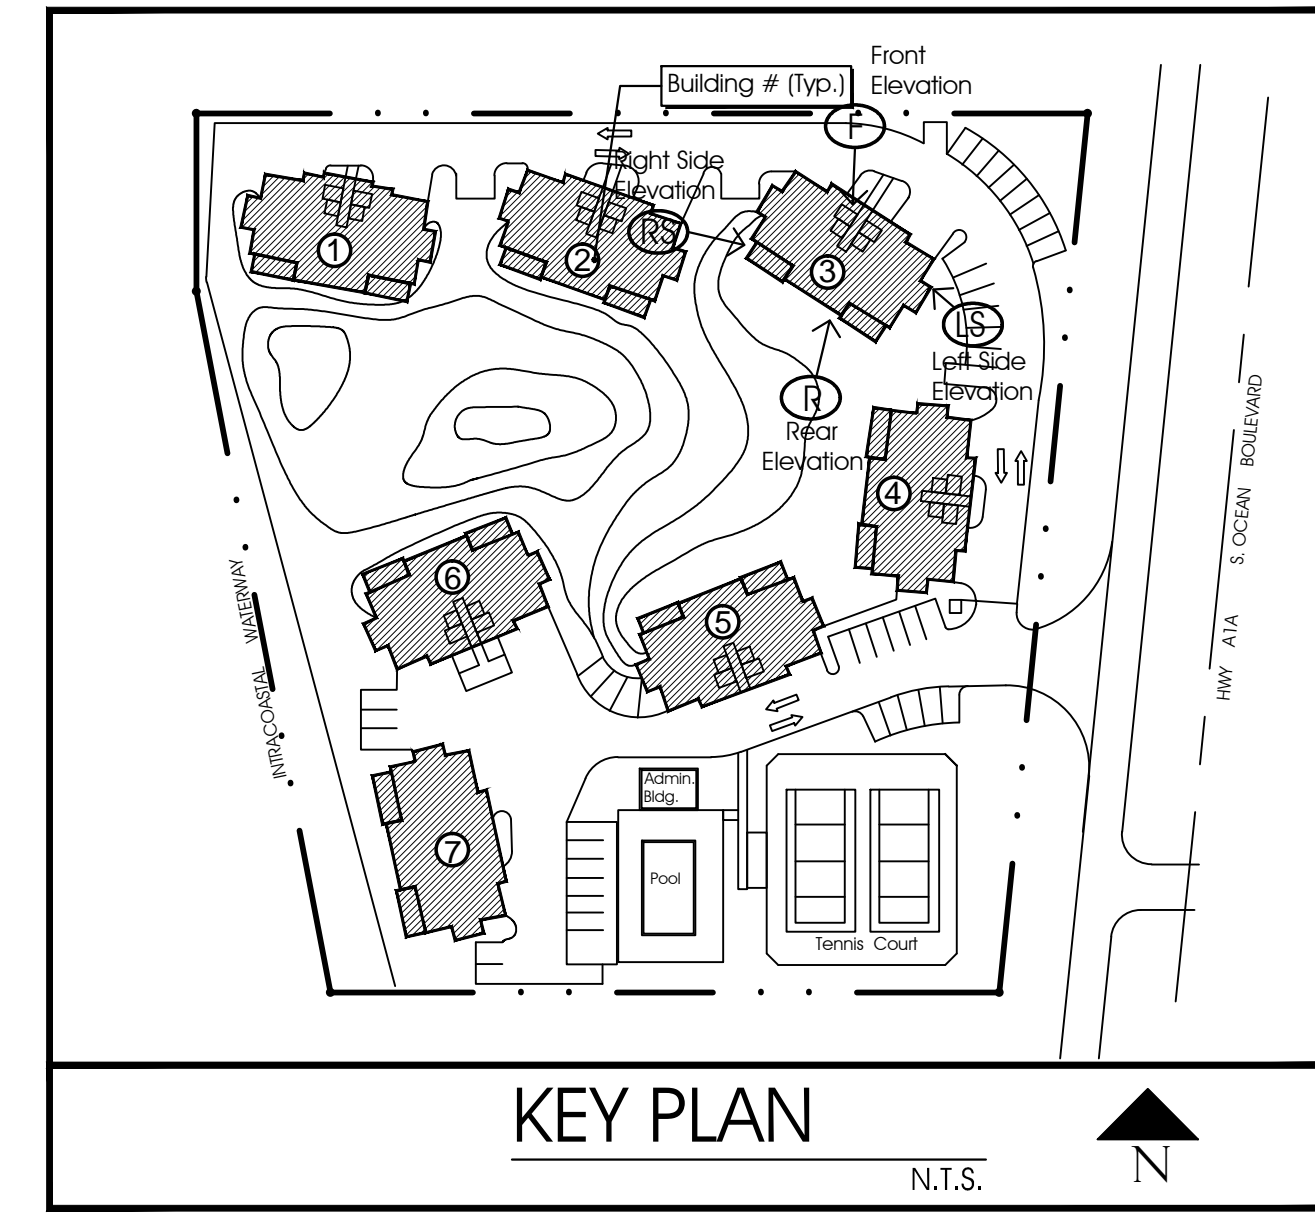 Front
Elevation
Building # (Typ.)
F
Right Side
Elevation
RS
1
2
3
LS
Left Side
Elevation
R
Rear
Elevation
4
5
6
7
INTRACOASTAL WATERWAY
HWY A1A S. OCEAN BOULEVARD
Admin.
Bldg.
Pool
Tennis Court
KEY PLAN
N.T.S.
N